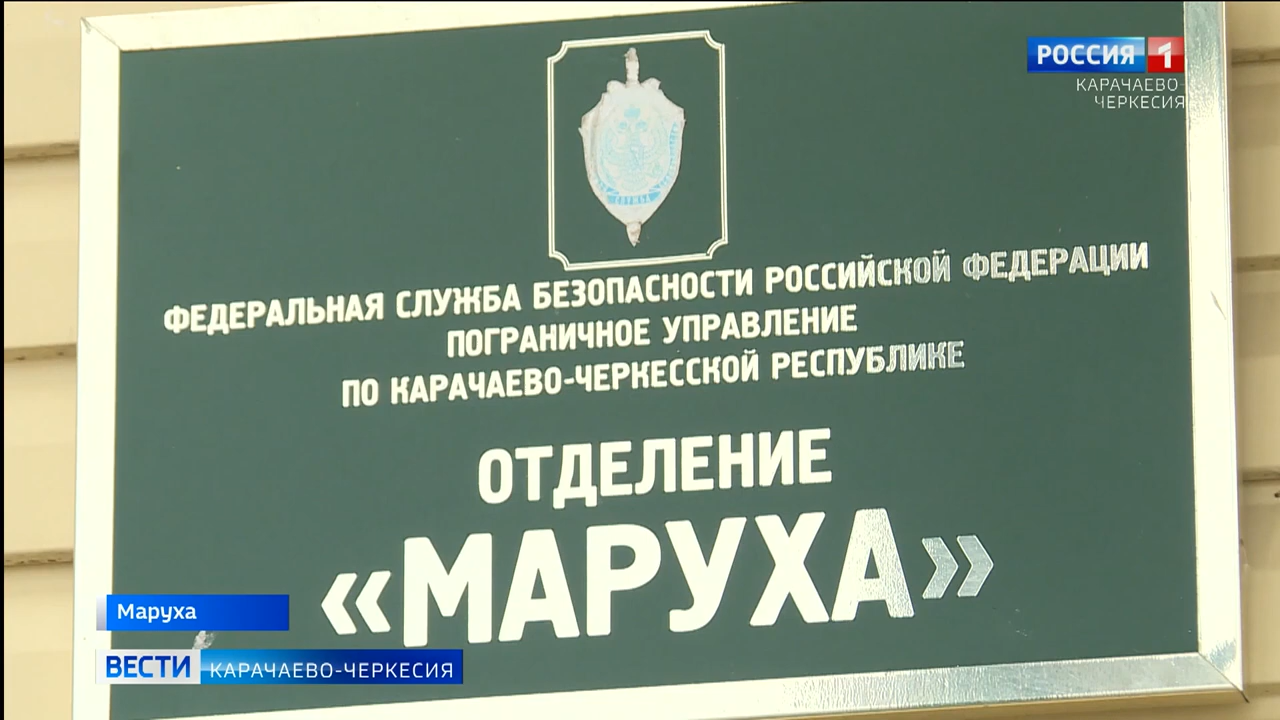 РОССИЯ 1
КАРАЧАЕВО-
ЧЕРКЕСИЯ
СЛУЖБА
ФЕДЕРАЛЬНАЯ СЛУЖБА БЕЗОПАСНОСТИ РОССИЙСКОЙ ФЕДЕРАЦИИ
ПОГРАНИЧНОЕ УПРАВЛЕНИЕ
ПО КАРАЧАЕВО-ЧЕРКЕССКОЙ РЕСПУБЛИКЕ
ОТДЕЛЕНИЕ
«МАРУХА»
Маруха
ВЕСТИ КАРАЧАЕВО-ЧЕРКЕСИЯ